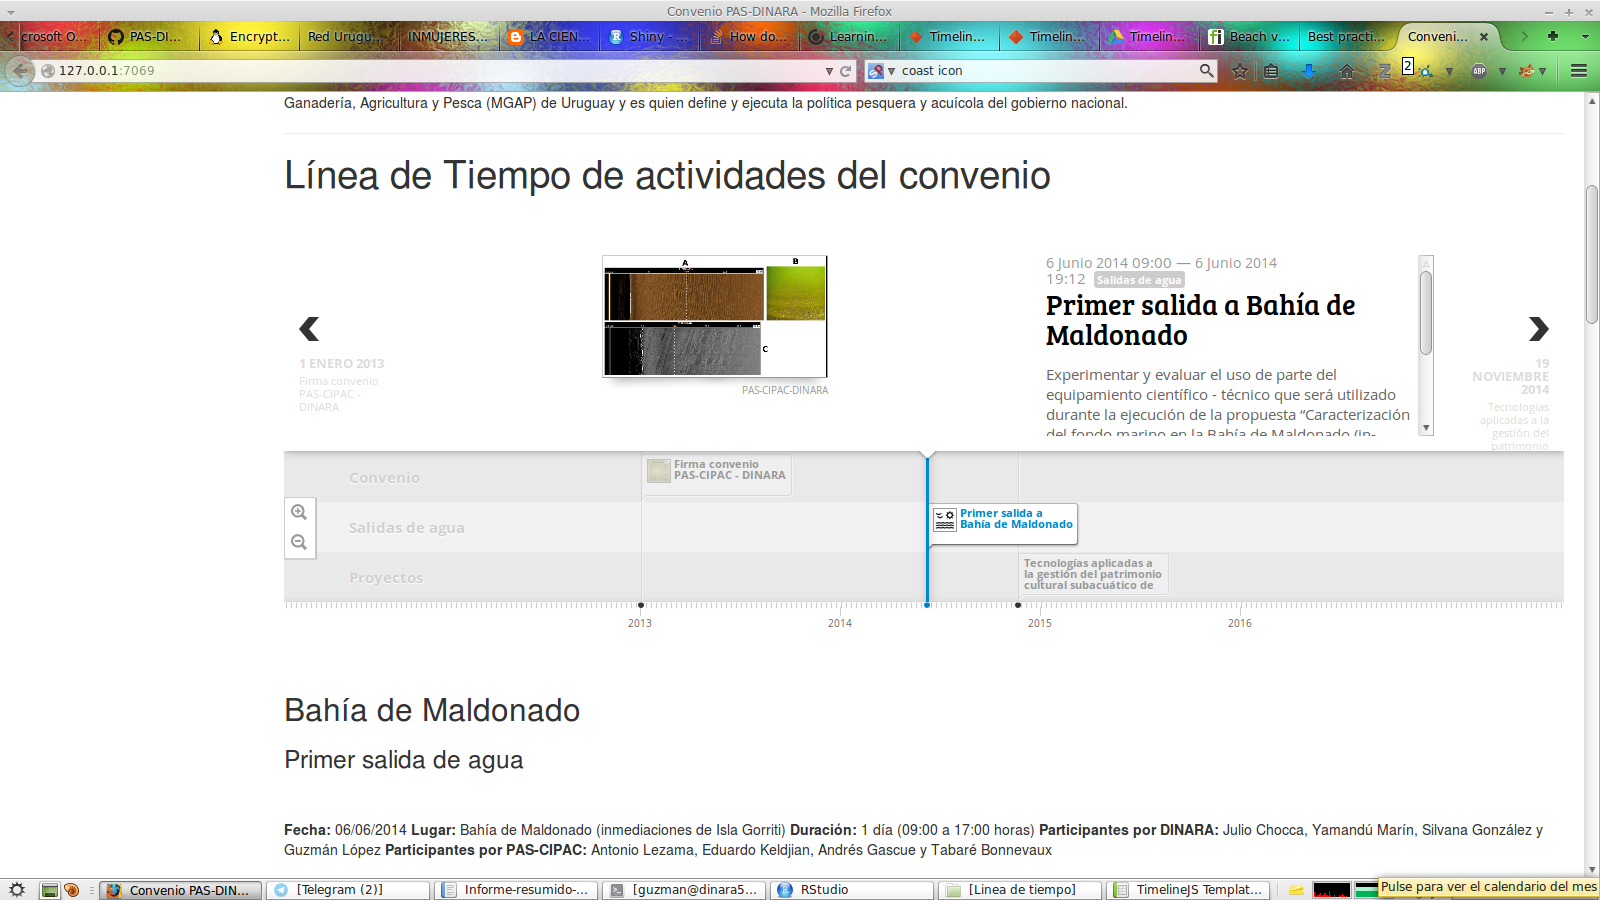 Convenio PAS-DINARA - Mozilla Firefox
crosoft O...
PAS-DI...
Encrypt...
Red Urugu...
INMUJERES...
LA CIEN...
Shiny -...
How do...
Learnin...
Timelin...
Timelin...
Timelin...
Beach v...
Best practi...
Conveni...
127.0.0.1:7069
coast icon
2
ABP
Ganadería, Agricultura y Pesca (MGAP) de Uruguay y es quien define y ejecuta la política pesquera y acuícola del gobierno nacional.
Línea de Tiempo de actividades del convenio
A
B
C
PAS-CIPAC-DINARA
6 Junio 2014 09:00 — 6 Junio 2014
19:12 Salidas de agua
Primer salida a Bahía de
Maldonado
Experimentar y evaluar el uso de parte del
equipamiento científico - técnico que será utilizado
durante la ejecución de la propuesta “Caracterización
del fondo marino en la Bahía de Maldonado (in-
1 ENERO 2013
Firma convenio
PAS-CIPAC -
DINARA
19
NOVIEMBRE
2014
Tecnologías
aplicadas a la
gestión del
patrimonio
Convenio
Firma convenio
PAS-CIPAC - DINARA
Salidas de agua
Primer salida a
Bahía de Maldonado
Proyectos
Tecnologías aplicadas a
la gestión del patrimonio
cultural subacuático de
2013
2014
2015
2016
Bahía de Maldonado
Primer salida de agua
Fecha: 06/06/2014 Lugar: Bahía de Maldonado (inmediaciones de Isla Gorriti) Duración: 1 día (09:00 a 17:00 horas) Participantes por DINARA: Julio Chocca, Yamandú Marín, Silvana González y
Guzmán López Participantes por PAS-CIPAC: Antonio Lezama, Eduardo Keldjian, Andrés Gascue y Tabaré Bonnevaux
Convenio PAS-DIN...
[Telegram (2)]
Informe-resumido-...
[guzman@dinara5...
RStudio
[Linea de tiempo]
TimelineJS Templat...
Pulse para ver el calendario del mes